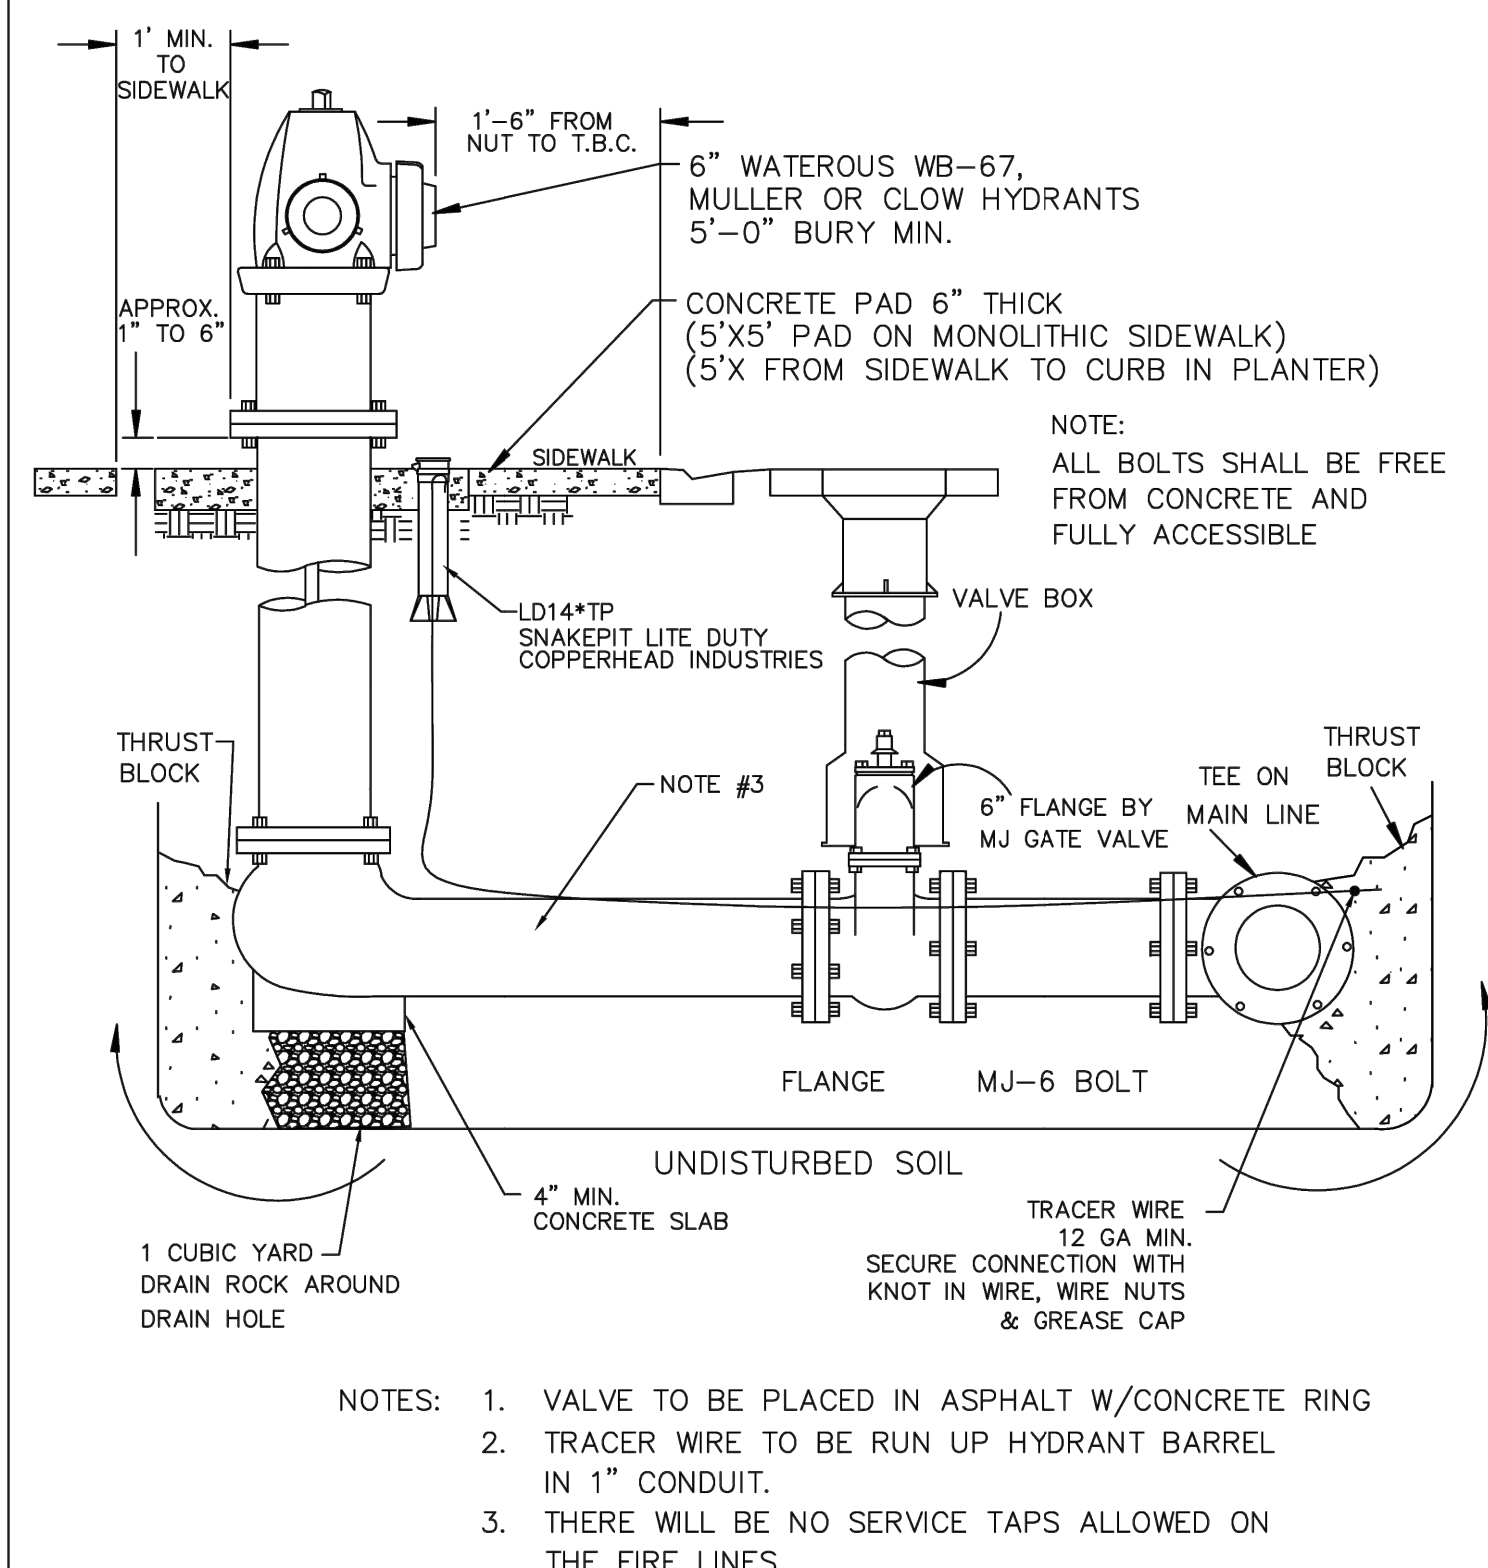 1' MIN.
TO
SIDEWALK
1'-6" FROM
NUT TO T.B.C.
6" WATEROUS WB-67,
MULLER OR CLOW HYDRANTS
5'-0" BURY MIN.
APPROX.
1" TO 6"
CONCRETE PAD 6" THICK
(5'X5' PAD ON MONOLITHIC SIDEWALK)
(5'X FROM SIDEWALK TO CURB IN PLANTER)
NOTE:
ALL BOLTS SHALL BE FREE
FROM CONCRETE AND
FULLY ACCESSIBLE
SIDEWALK
VALVE BOX
LD14*TP
SNAKEPIT LITE DUTY
COPPERHEAD INDUSTRIES
THRUST
BLOCK
NOTE #3
6" FLANGE BY
MJ GATE VALVE
TEE ON
MAIN LINE
THRUST
BLOCK
FLANGE
MJ-6 BOLT
UNDISTURBED SOIL
4" MIN.
CONCRETE SLAB
1 CUBIC YARD
DRAIN ROCK AROUND
DRAIN HOLE
TRACER WIRE
12 GA MIN.
SECURE CONNECTION WITH
KNOT IN WIRE, WIRE NUTS
& GREASE CAP
NOTES: 1. VALVE TO BE PLACED IN ASPHALT W/CONCRETE RING
2. TRACER WIRE TO BE RUN UP HYDRANT BARREL
IN 1" CONDUIT.
3. THERE WILL BE NO SERVICE TAPS ALLOWED ON
THE FIRE LINES